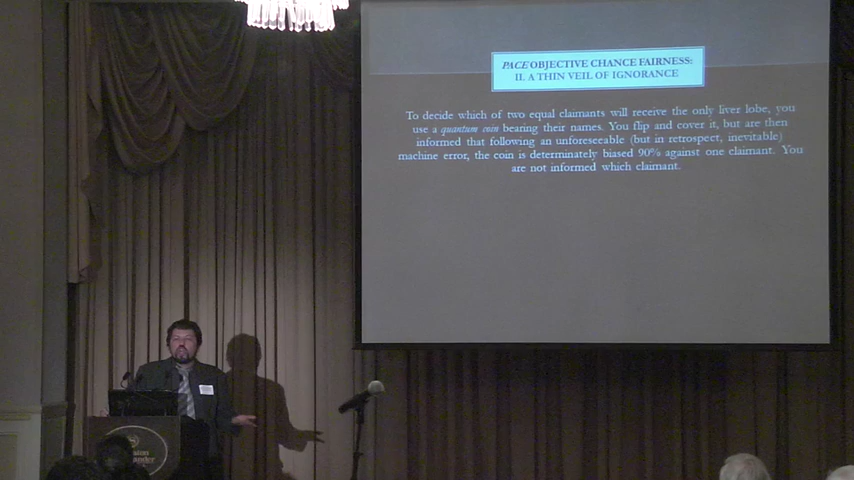 PACE OBJECTIVE CHANCE FAIRNESS:
II. A THIN VEIL OF IGNORANCE
To decide which of two equal claimants will receive the only liver lobe, you
use a quantum coin bearing their names. You flip and cover it, but are then
informed that following an unforeseeable (but in retrospect, inevitable)
machine error, the coin is determinately biased 90% against one claimant. You
are not informed which claimant.